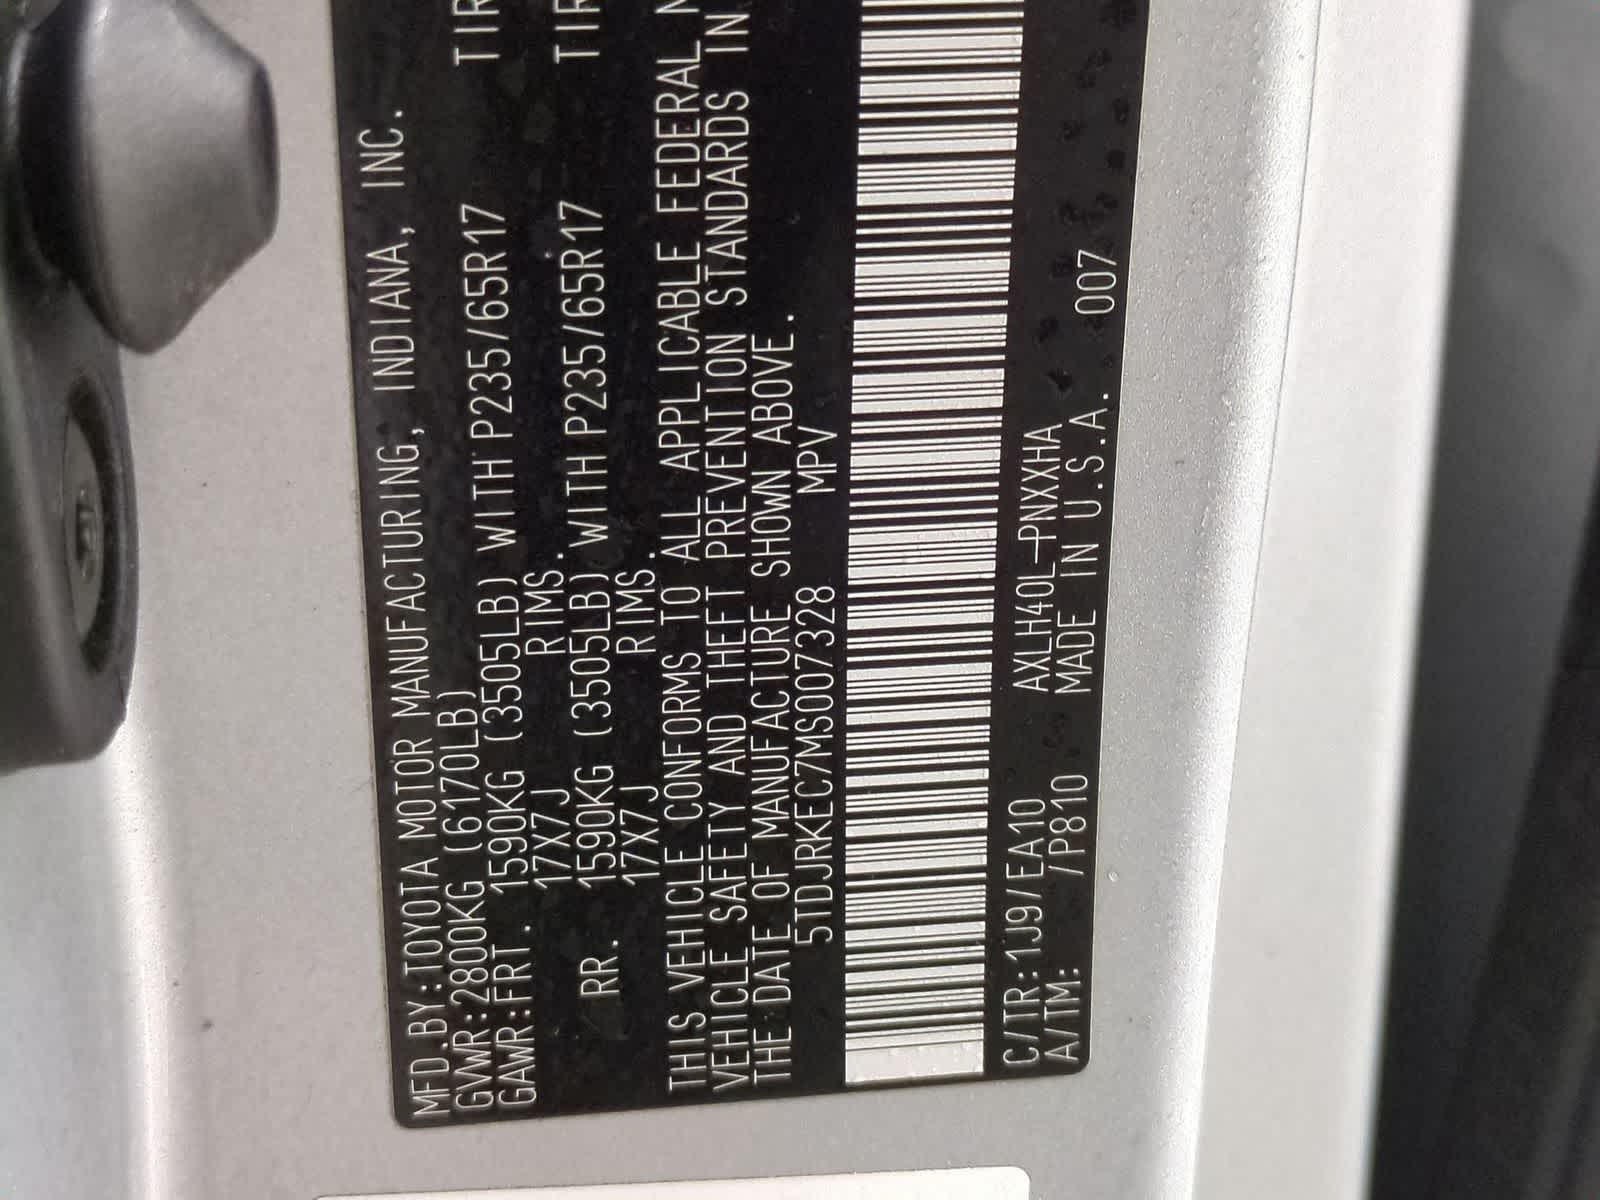 MFD.BY:TOYOTA MOTOR MANUFACTURING, INDIANA, INC.
GVWR:2800KG (6170LB)
GAWR:FRT. 1590KG (3505LB) WITH P235/65R17 TIR
17X7J RIMS.
RR. 1590KG (3505LB) WITH P235/65R17 TIR
17X7J RIMS.
THIS VEHICLE CONFORMS TO ALL APPLICABLE FEDERAL
VEHICLE SAFETY AND THEFT PREVENTION STANDARDS IN
THE DATE OF MANUFACTURE SHOWN ABOVE.
5TDJRKEC7MS007328 MPV
C/TR:1J9/EA10 AXLH40L-PNXXHA
A/TM: /P810 MADE IN U.S.A. 007